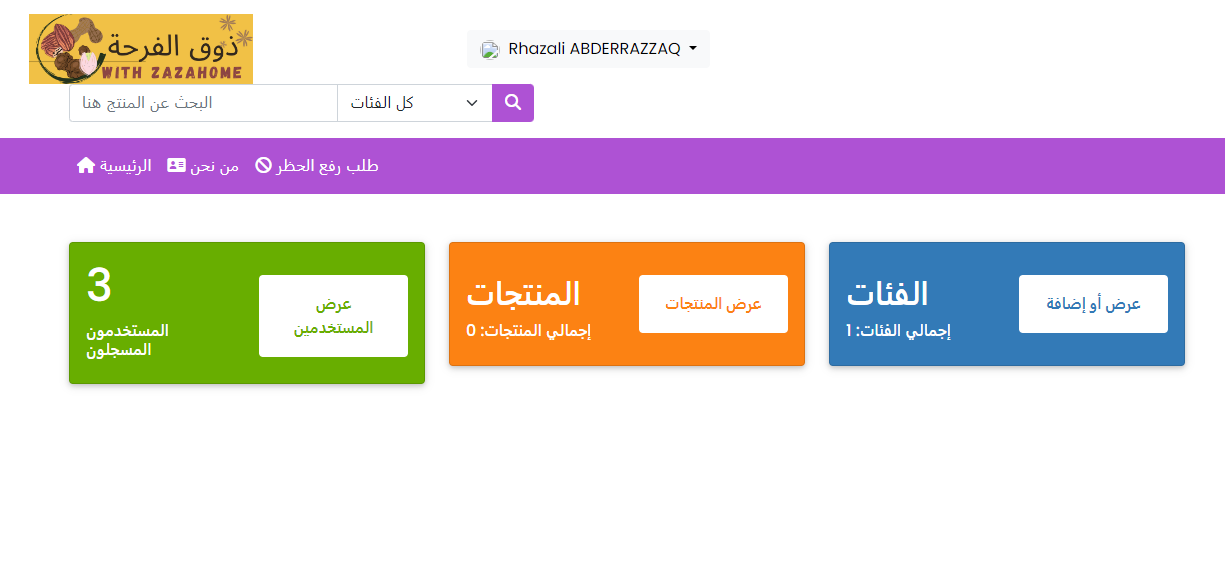 ذوق الفرحة
WITH ZAZAHOME
Rhazali ABDERRAZZAQ
البحث عن المنتج هنا
كل الفئات
الرئيسية
من نحن
طلب رفع الحظر
3
المستخدمون
المسجلون
عرض
المستخدمين
المنتجات
إجمالي المنتجات: 0
عرض المنتجات
الفئات
إجمالي الفئات: 1
عرض أو إضافة